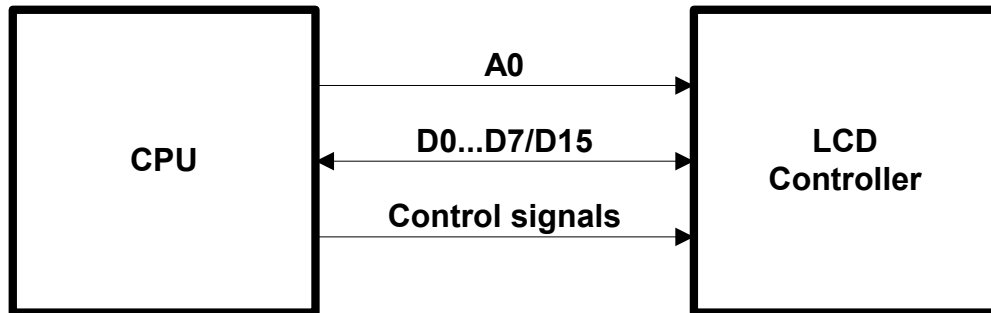 A0
CPU
D0...D7/D15
LCD
Controller
Control signals